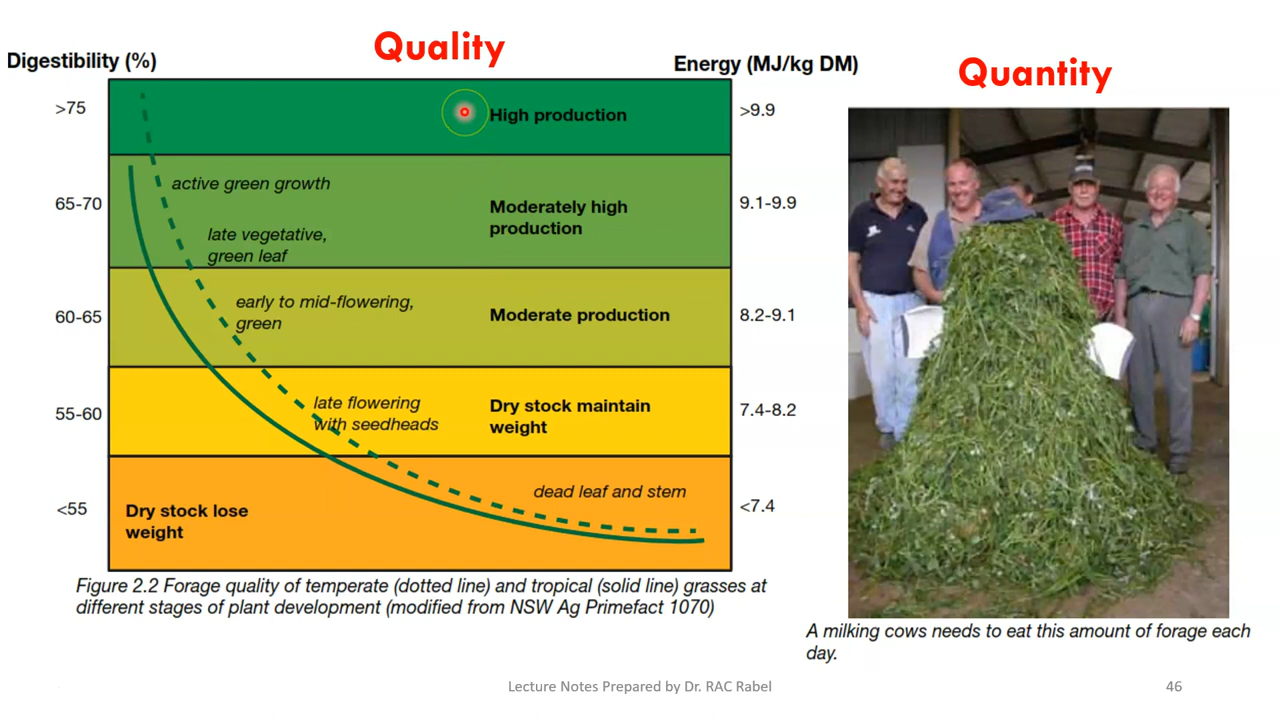 Quality
Digestibility (%)
Energy (MJ/kg DM)
>75
High production
>9.9
active green growth
65-70
Moderately high
production
9.1-9.9
late vegetative,
green leaf
early to mid-flowering,
green
60-65
Moderate production
8.2-9.1
late flowering
with seedheads
55-60
Dry stock maintain
weight
7.4-8.2
dead leaf and stem
<55
Dry stock lose
weight
<7.4
Figure 2.2 Forage quality of temperate (dotted line) and tropical (solid line) grasses at
different stages of plant development (modified from NSW Ag Primefact 1070)
Quantity
A milking cows needs to eat this amount of forage each
day.
Lecture Notes Prepared by Dr. RAC Rabel
46